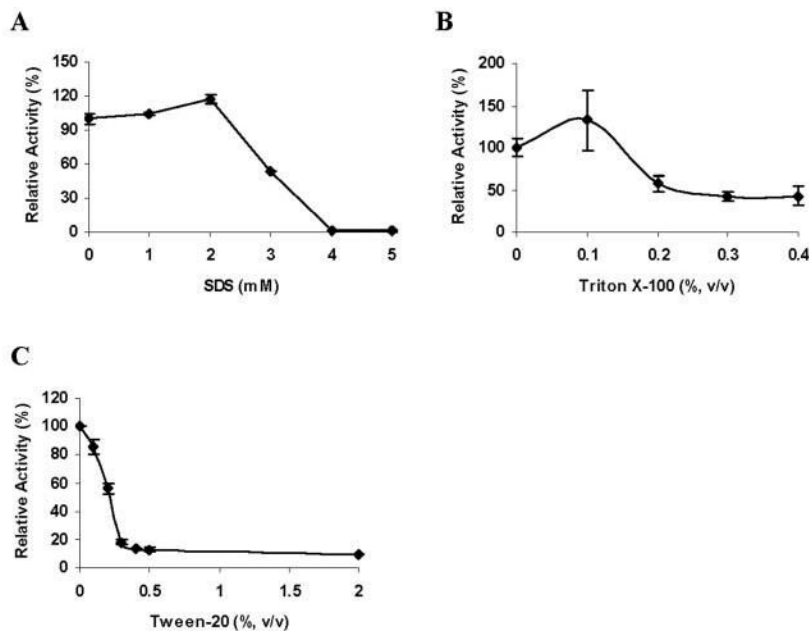 A
Relative Activity (%)
150
120
90
60
30
0
0 1 2 3 4 5
SDS (mM)
B
Relative Activity (%)
200
150
100
50
0
0 0.1 0.2 0.3 0.4
Triton X-100 (%, v/v)
C
Relative Activity (%)
120
100
80
60
40
20
0
0 0.5 1 1.5 2
Tween-20 (%, v/v)